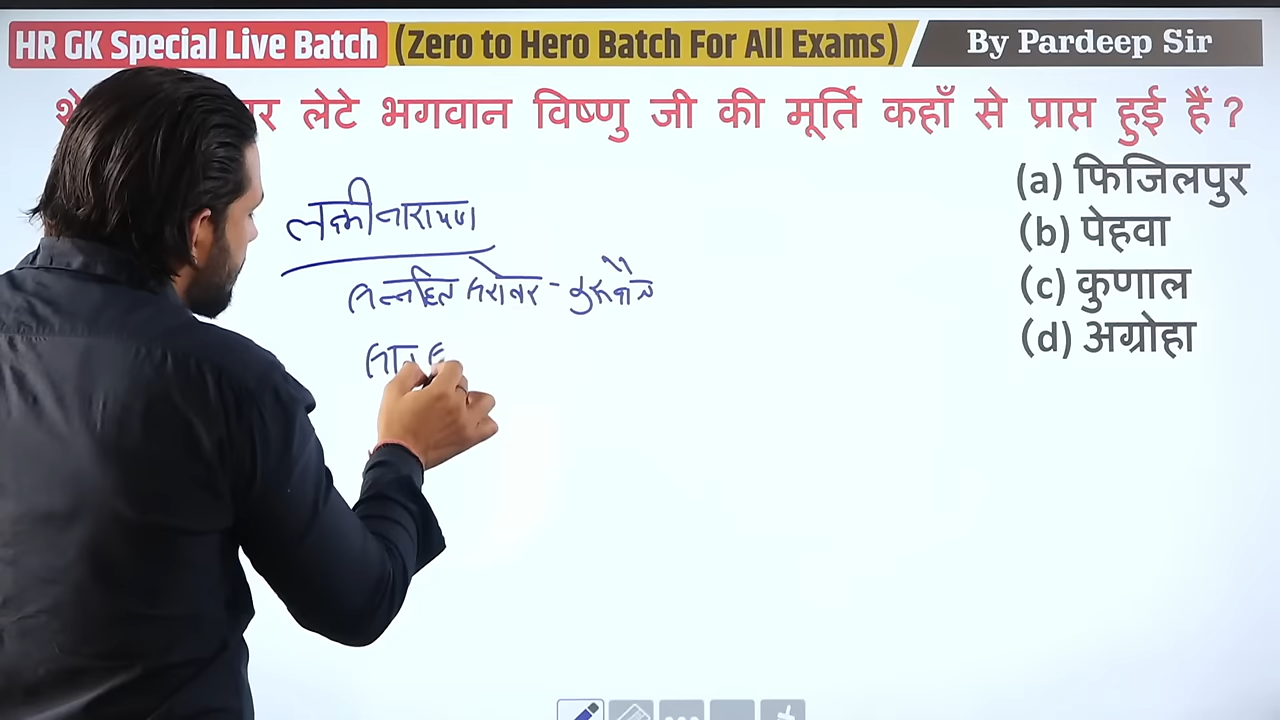 HR GK Special Live Batch (Zero to Hero Batch For All Exams) By Pardeep Sir
लेटे भगवान विष्णु जी की मूर्ति कहाँ से प्राप्त हुई हैं ?
(a) फिजिलपुर
(b) पेहवा
(c) कुणाल
(d) अग्रोहा
लक्ष्मीनारायण
सन्नहित सरोवर - कुरुक्षेत्र